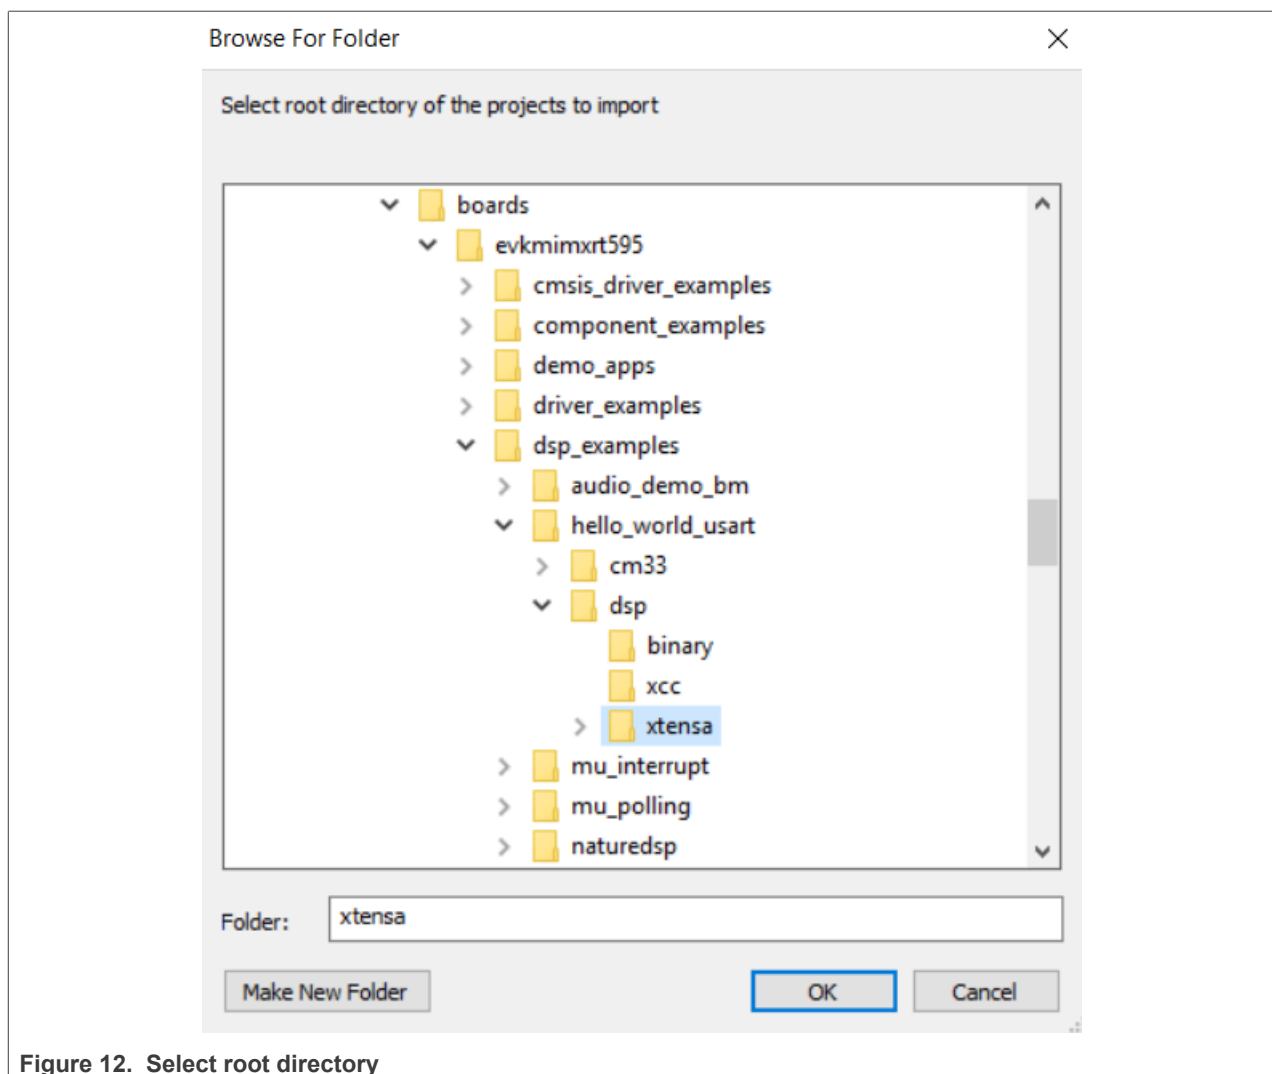 Browse For Folder
Select root directory of the projects to import
boards
evkmimxrt595
cmsis_driver_examples
component_examples
demo_apps
driver_examples
dsp_examples
audio_demo_bm
hello_world_usart
cm33
dsp
binary
xcc
xtensa
mu_interrupt
mu_polling
naturedsp
Folder: xtensa
Make New Folder OK Cancel
Figure 12. Select root directory